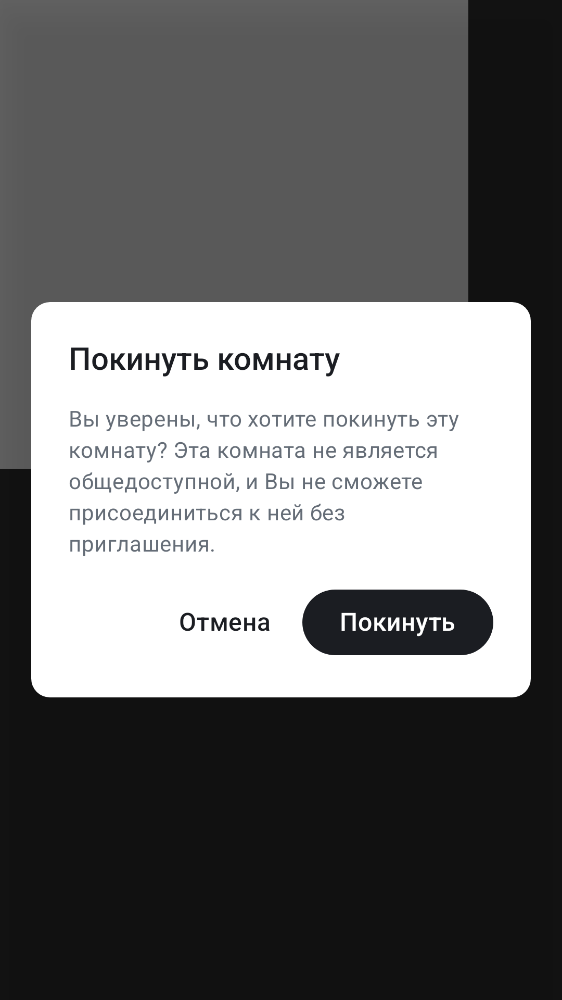 Покинуть комнату
Вы уверены, что хотите покинуть эту
комнату? Эта комната не является
общедоступной, и Вы не сможете
присоединиться к ней без
приглашения.
Отмена
Покинуть